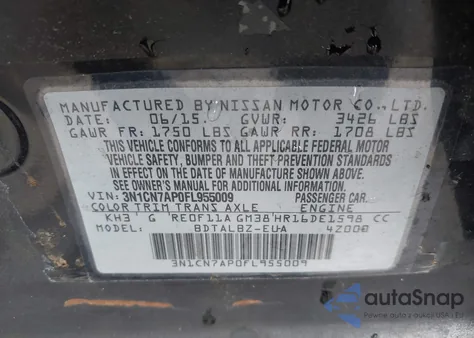 MANUFACTURED BY NISSAN MOTOR CO., LTD.
DATE: 06/15 GVWR: 3426 LBS
GAWR FR: 1750 LBS GAWR RR: 1708 LBS
THIS VEHICLE CONFORMS TO ALL APPLICABLE FEDERAL MOTOR
VEHICLE SAFETY, BUMPER AND THEFT PREVENTION STANDARDS
IN EFFECT ON THE DATE OF MANUFACTURE SHOWN ABOVE.
SEE OWNER'S MANUAL FOR ADDITIONAL INFORMATION.
VIN: 3N1CN7AP0FL955009 PASSENGER CAR
COLOR TRIM TRANS AXLE ENGINE
KH3 G RE0F11A GM38 HR16DE1598 CC
MODEL: BDTALBZ-EUA 42000
3N1CN7AP0FL955009
autoSnap